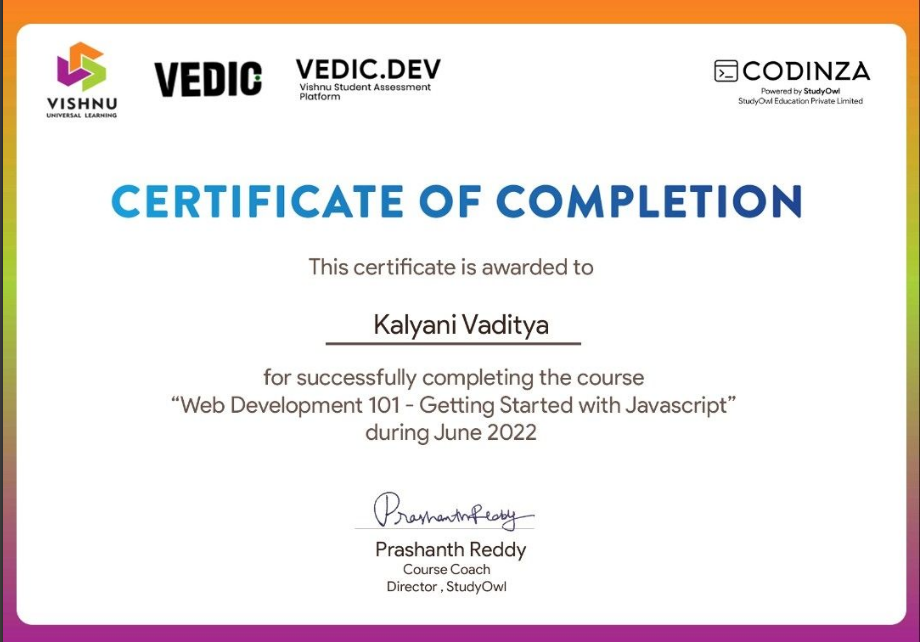 VISHNU
UNIVERSAL LEARNING
VEDIC
VEDIC.DEV
Vishnu Student Assessment
Platform
CODINZA
Powered by StudyOwl
StudyOwl Education Private Limited
CERTIFICATE OF COMPLETION
This certificate is awarded to
Kalyani Vaditya
for successfully completing the course
“Web Development 101 - Getting Started with Javascript”
during June 2022
Prashanth Reddy
Prashanth Reddy
Course Coach
Director , StudyOwl